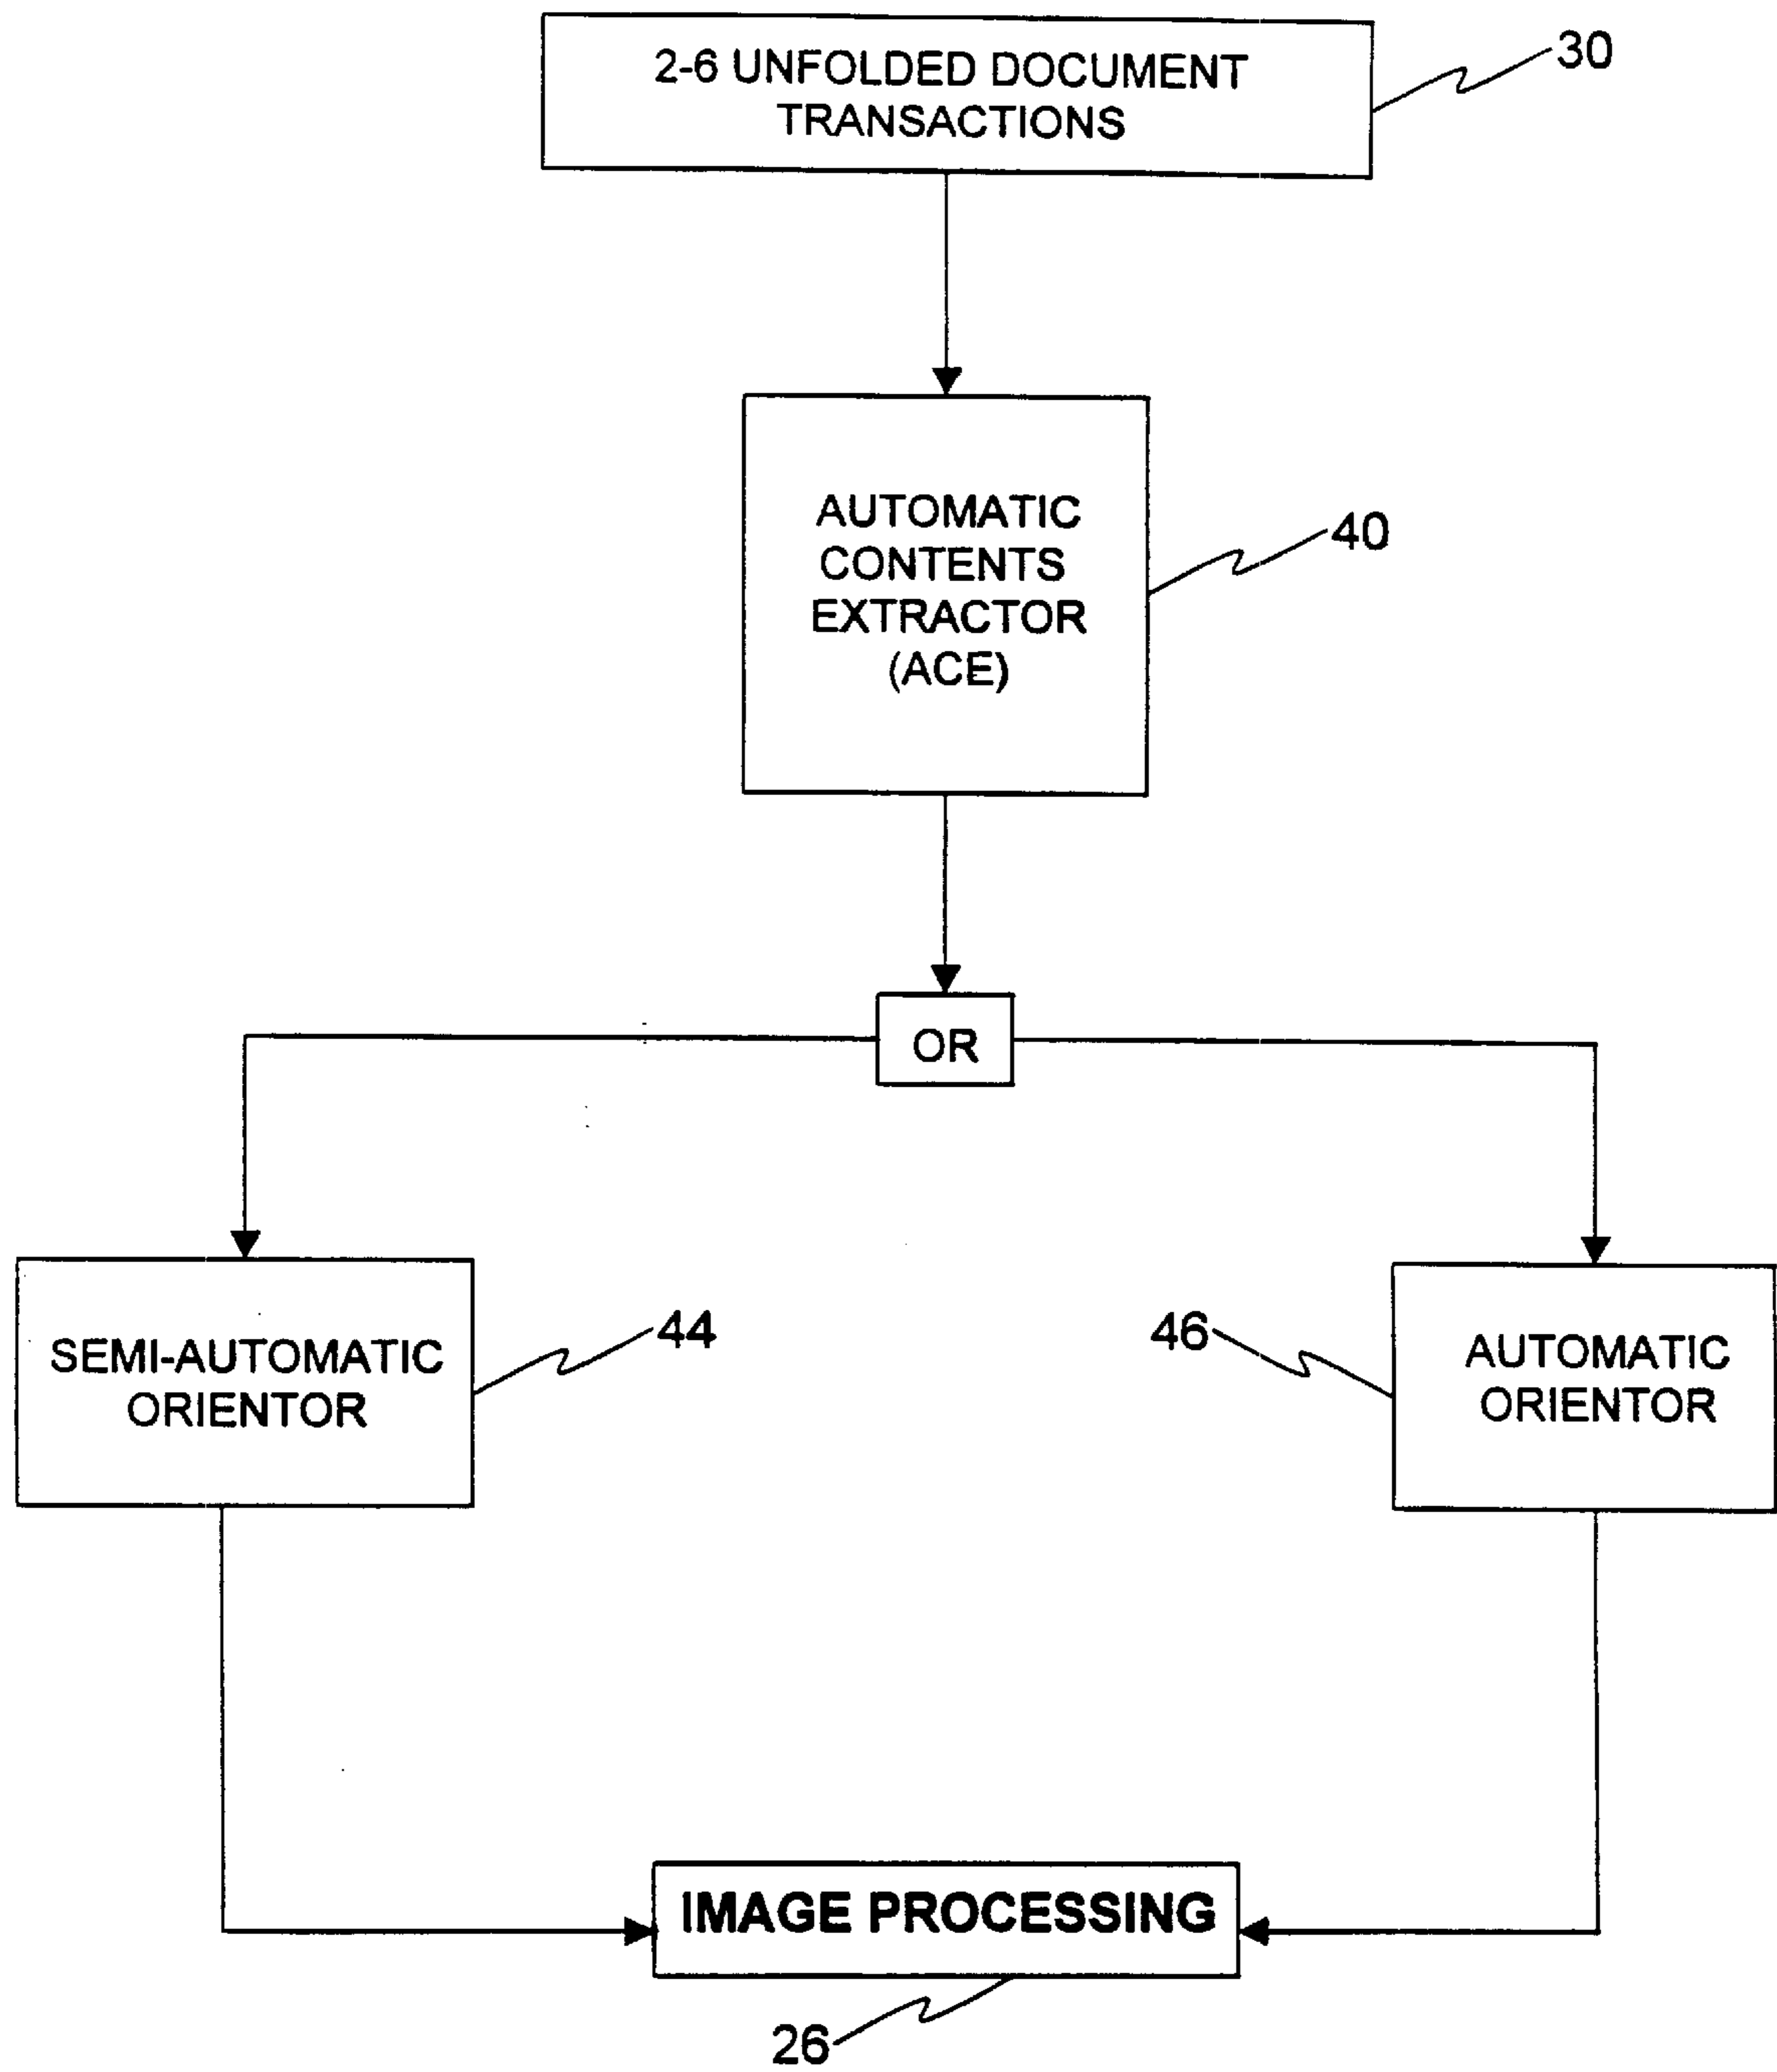 2-6 UNFOLDED DOCUMENT
TRANSACTIONS
30
AUTOMATIC
CONTENTS
EXTRACTOR
(ACE)
40
OR
SEMI-AUTOMATIC
ORIENTOR
44
46
AUTOMATIC
ORIENTOR
IMAGE PROCESSING
26